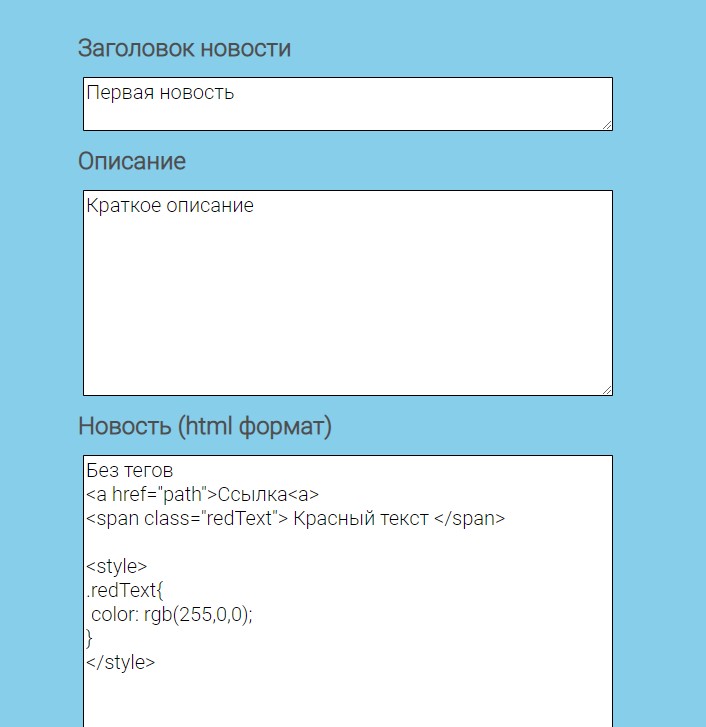 Заголовок новости
Первая новость
Описание
Краткое описание
Новость (html формат)
Без тегов
<a href="path">Ссылка<a>
<span class="redText"> Красный текст </span>
<style>
.redText{
color: rgb(255,0,0);
}
</style>